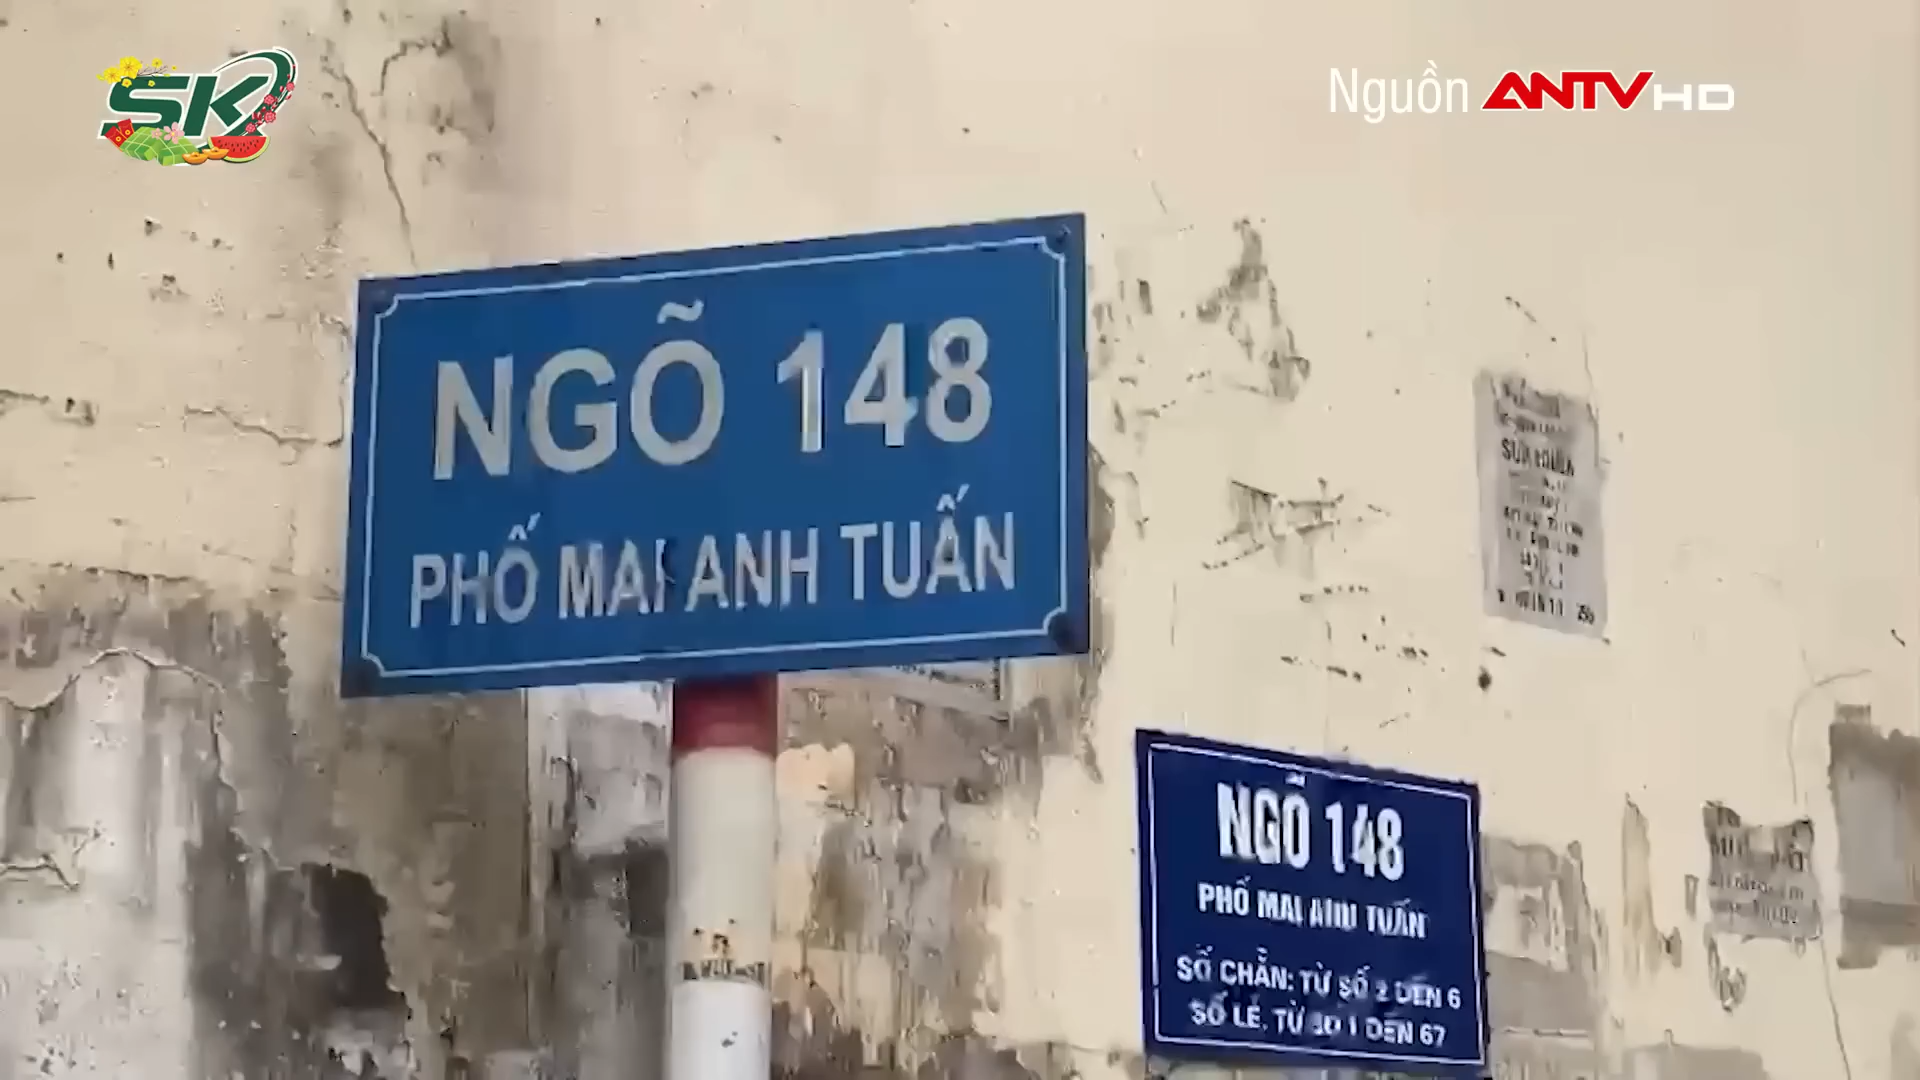 SK
Nguồn ANTV HD
NGÕ 148
PHỐ MAI ANH TUẤN
NGÕ 148
PHỐ MAI ANH TUẤN
SỐ CHẴN: TỪ SỐ 2 ĐẾN 6
SỐ LẺ: TỪ SỐ 1 ĐẾN 67